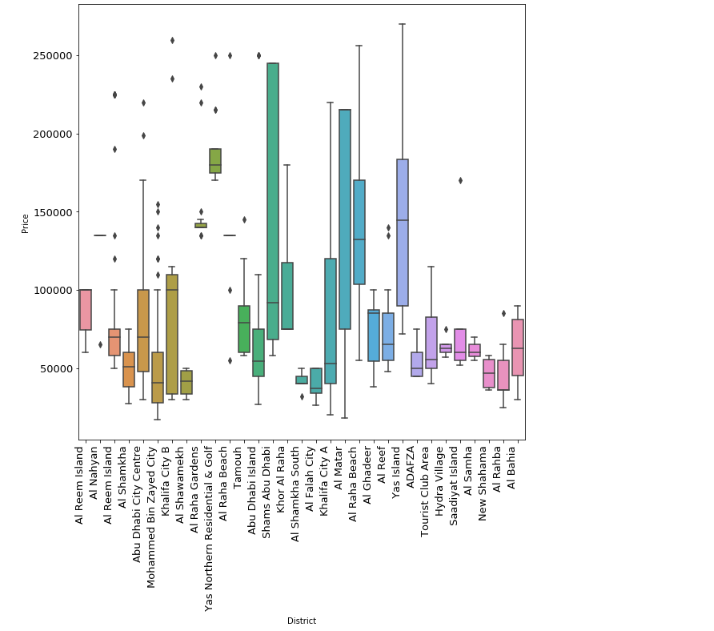 250000
200000
150000
100000
50000
Price
Al Reem Island
Al Nahyan
Al Reem Island
Al Shamkha
Abu Dhabi City Centre
Mohammed Bin Zayed City
Khalifa City B
Al Shawamekh
Al Raha Gardens
Yas Northern Residential & Golf
Al Raha Beach
Tamouh
Abu Dhabi Island
Shams Abu Dhabi
Khor Al Raha
Al Shamkha South
Al Falah City
Khalifa City A
Al Matar
Al Raha Beach
Al Ghadeer
Al Reef
Yas Island
ADAFZA
Tourist Club Area
Hydra Village
Saadiyat Island
Al Samha
New Shahama
Al Rahba
Al Bahia
District